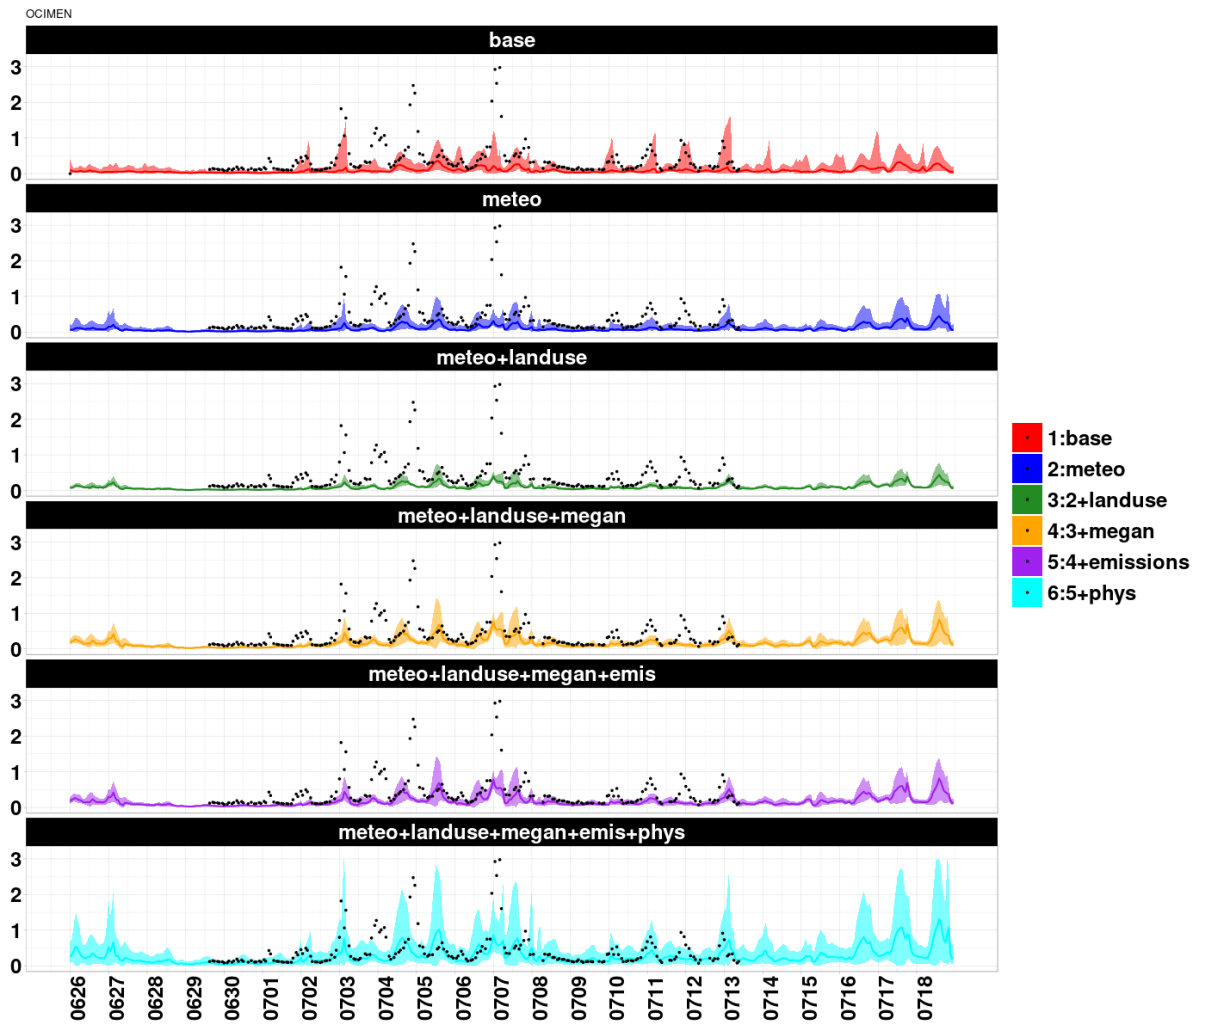 OCIMEN
base
3
2
1
0
meteo
3
2
1
0
meteo+landuse
3
2
1
0
meteo+landuse+megan
3
2
1
0
meteo+landuse+megan+emis
3
2
1
0
meteo+landuse+megan+emis+phys
3
2
1
0
0626 0627 0628 0629 0630 0701 0702 0703 0704 0705 0706 0707 0708 0709 0710 0711 0712 0713 0714 0715 0716 0717 0718
1:base
2:meteo
3:2+landuse
4:3+megan
5:4+emissions
6:5+phys